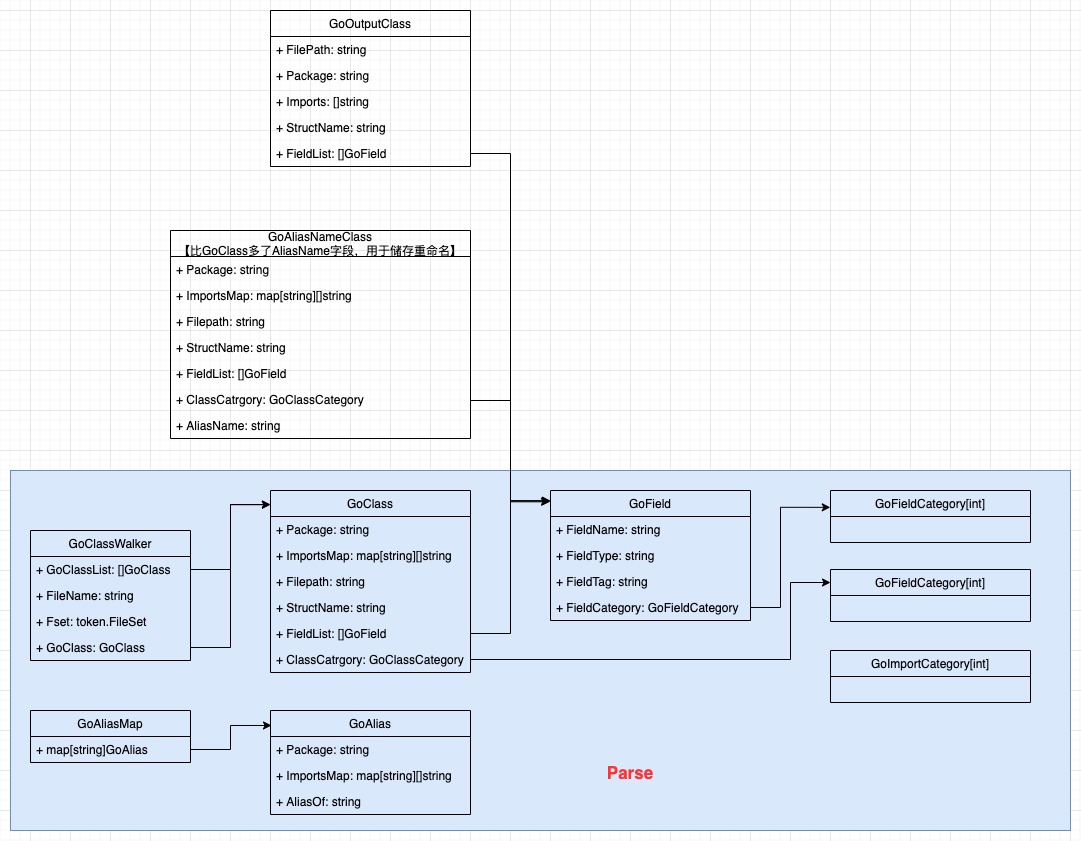 GoOutputClass
+ FilePath: string
+ Package: string
+ Imports: []string
+ StructName: string
+ FieldList: []GoField
GoAliasNameClass
【比GoClass多了AliasName字段，用于储存重命名】
+ Package: string
+ ImportsMap: map[string][]string
+ Filepath: string
+ StructName: string
+ FieldList: []GoField
+ ClassCatrgory: GoClassCategory
+ AliasName: string
GoClassWalker
+ GoClassList: []GoClass
+ FileName: string
+ Fset: token.FileSet
+ GoClass: GoClass
GoClass
+ Package: string
+ ImportsMap: map[string][]string
+ Filepath: string
+ StructName: string
+ FieldList: []GoField
+ ClassCatrgory: GoClassCategory
GoField
+ FieldName: string
+ FieldType: string
+ FieldTag: string
+ FieldCategory: GoFieldCategory
GoFieldCategory[int]
GoFieldCategory[int]
GoImportCategory[int]
GoAliasMap
+ map[string]GoAlias
GoAlias
+ Package: string
+ ImportsMap: map[string][]string
+ AliasOf: string
Parse